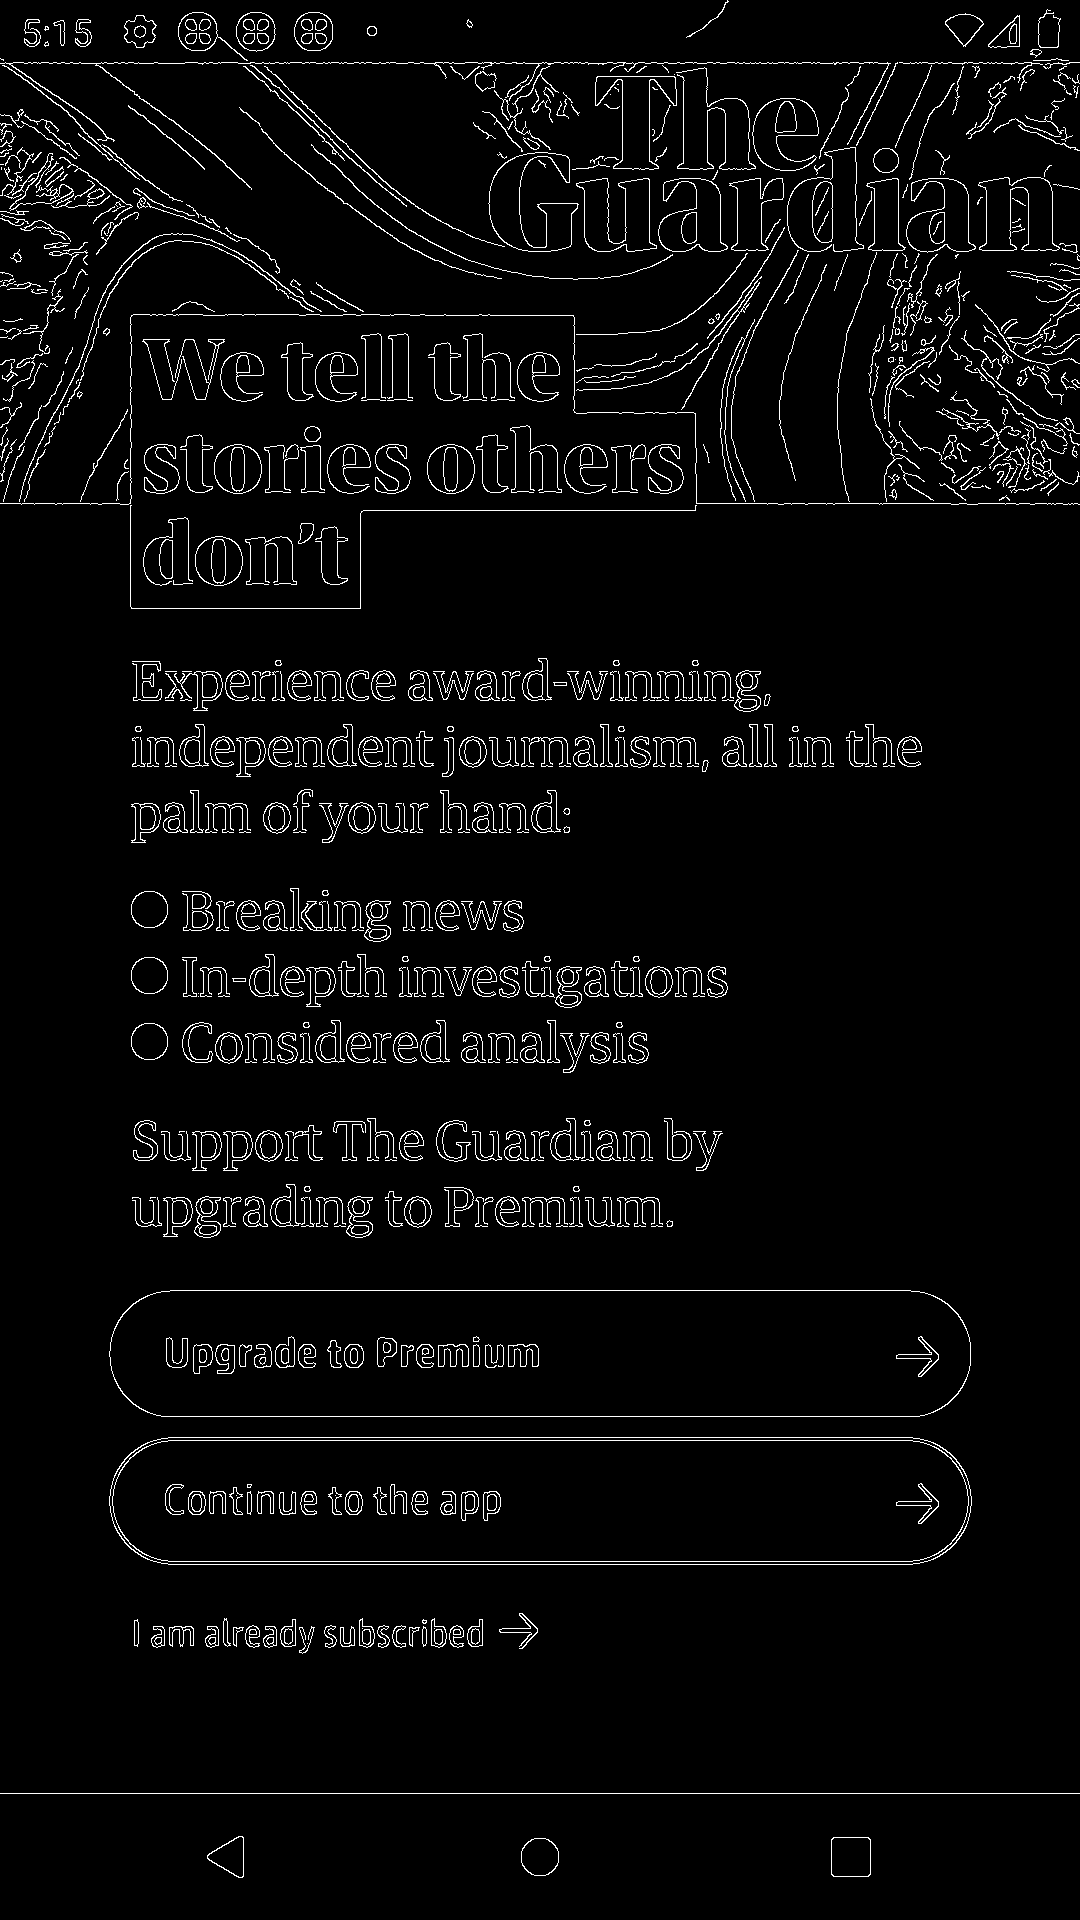 5:15
The
Guardian
We tell the
stories others
don't
Experience award-winning,
independent journalism, all in the
palm of your hand:
Breaking news
In-depth investigations
Considered analysis
Support The Guardian by
upgrading to Premium.
Upgrade to Premium
Continue to the app
I am already subscribed